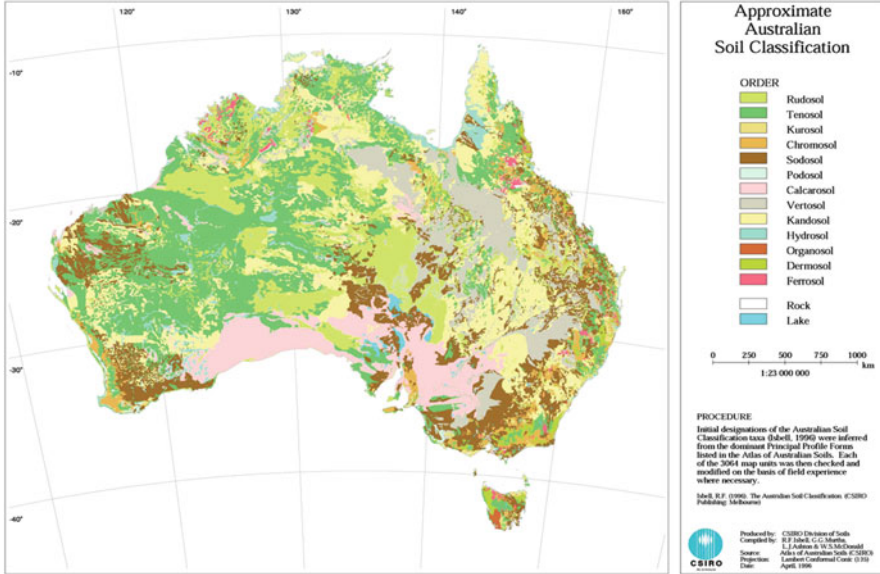 120°
130°
140°
150°
-10°
-20°
-30°
-40°
Approximate
Australian
Soil Classification
ORDER
Rudosol
Tenosol
Kurosol
Chromosol
Sodosol
Podosol
Calcarosol
Vertosol
Kandosol
Hydrosol
Organosol
Dermosol
Ferrosol
Rock
Lake
0 250 500 750 1000
km
1:23 000 000
PROCEDURE
Initial designations of the Australian Soil
Classification taxa (Isbell, 1996) were inferred
from the dominant Principal Profile Forms
listed in the Atlas of Australian Soils. Each
of the 3064 map units was then checked and
modified on the basis of field experience
where necessary.
Isbell, R.F. (1996). The Australian Soil Classification. (CSIRO
Publishing: Melbourne)
CSIRO
Produced by: CSIRO Division of Soils
Compiled by: R.F. Isbell, G.G. Murtha,
L.J. Ashton & W.S. McDonald
Source: Atlas of Australian Soils (CSIRO)
Projection: Lambert Conformal Conic (135)
Date: April, 1996